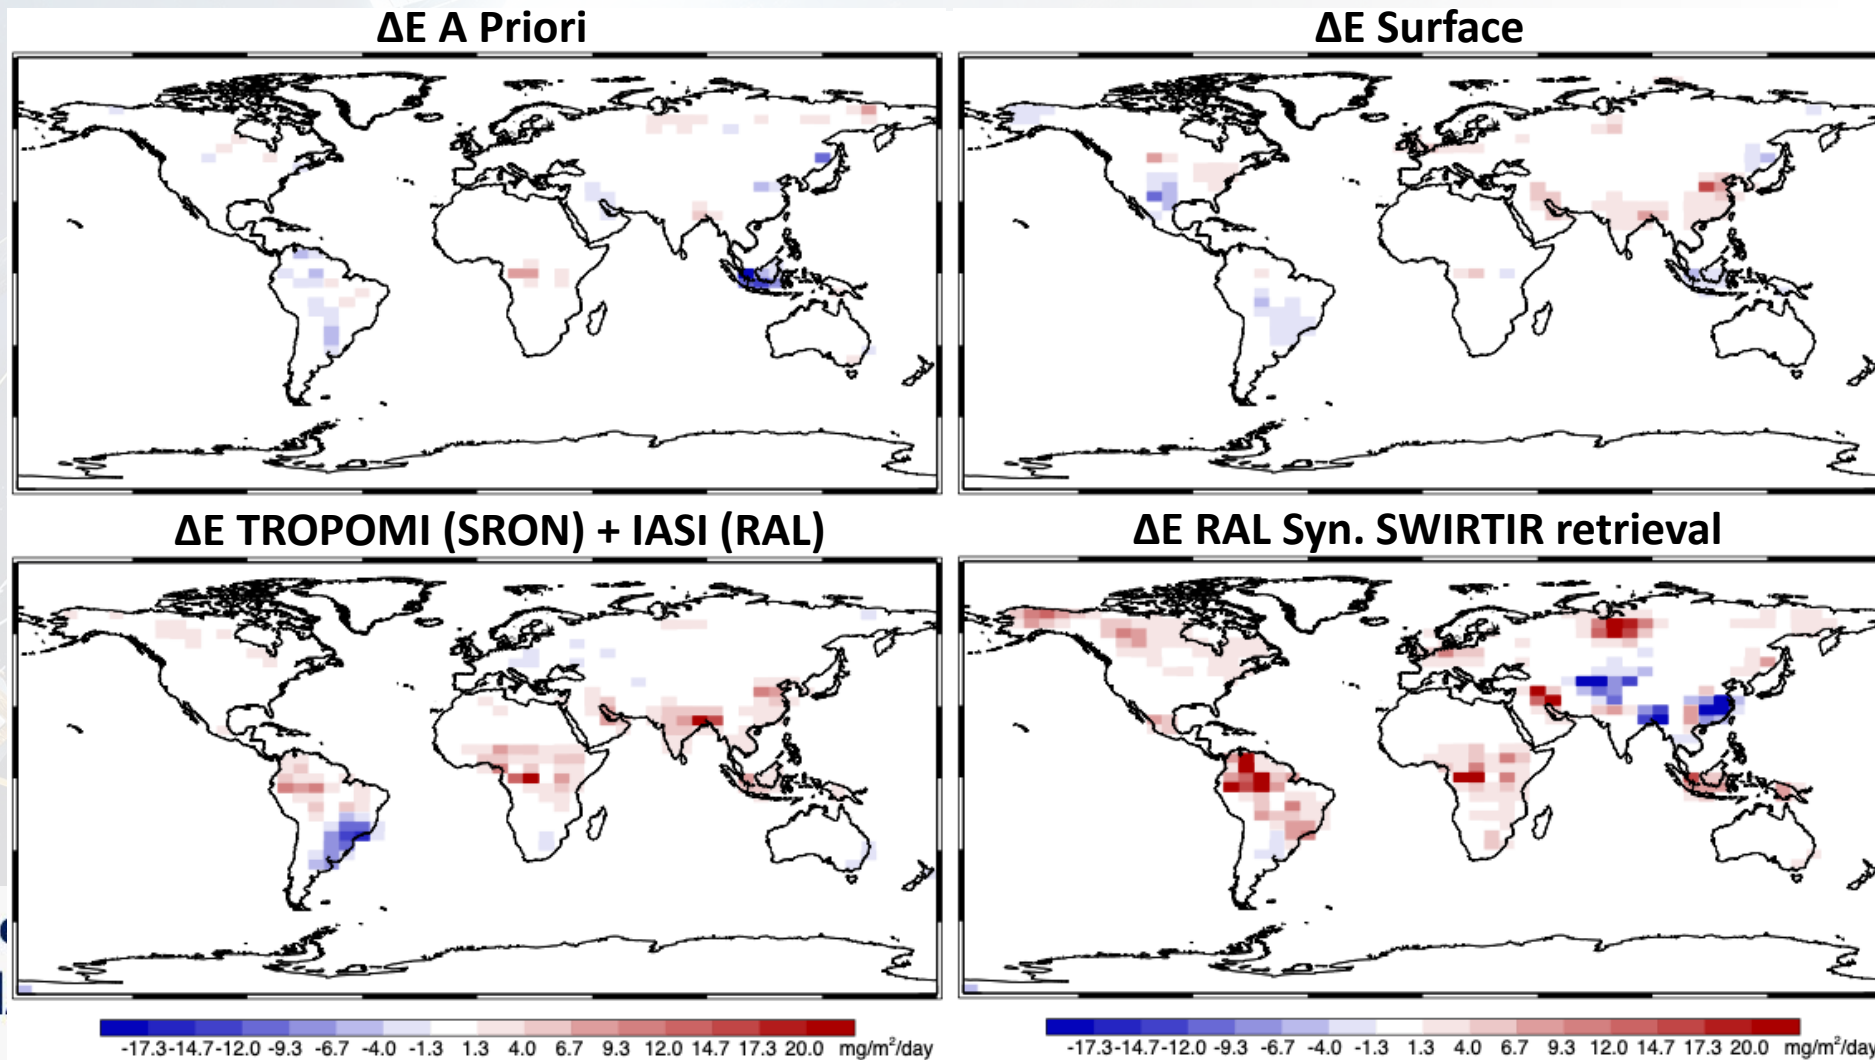 ΔE A Priori
ΔE Surface
ΔE TROPOMI (SRON) + IASI (RAL)
ΔE RAL Syn. SWIRTIR retrieval
-17.3-14.7-12.0 -9.3 -6.7 -4.0 -1.3 1.3 4.0 6.7 9.3 12.0 14.7 17.3 20.0 mg/m²/day
-17.3-14.7-12.0 -9.3 -6.7 -4.0 -1.3 1.3 4.0 6.7 9.3 12.0 14.7 17.3 20.0 mg/m²/day